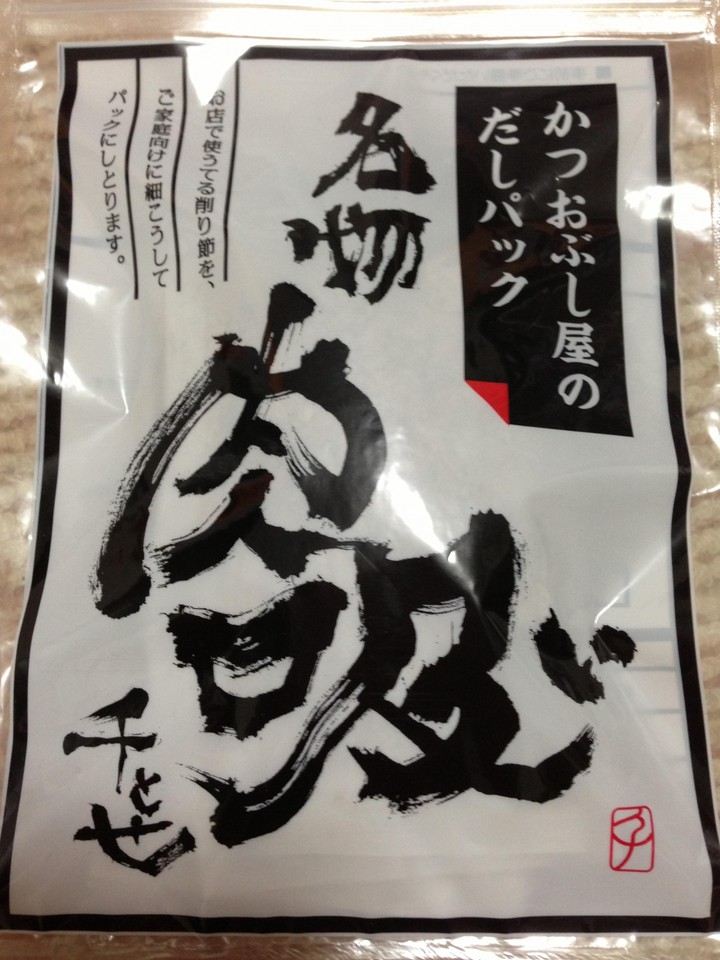 かつおぶし屋の
だしパック
名物
肉吸い
お店で使うてる削り節を、
ご家庭向けに細こうして
パックにしとります。
千とせ